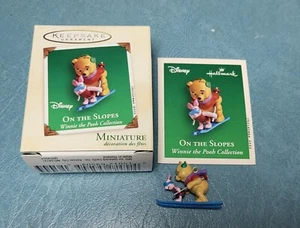 KEEPSAKE
ORNAMENT
Disney
ON THE SLOPES
Winnie the Pooh Collection
MINIATURE
décoration des fêtes
Disney
Hallmark
ON THE SLOPES
Winnie the Pooh Collection